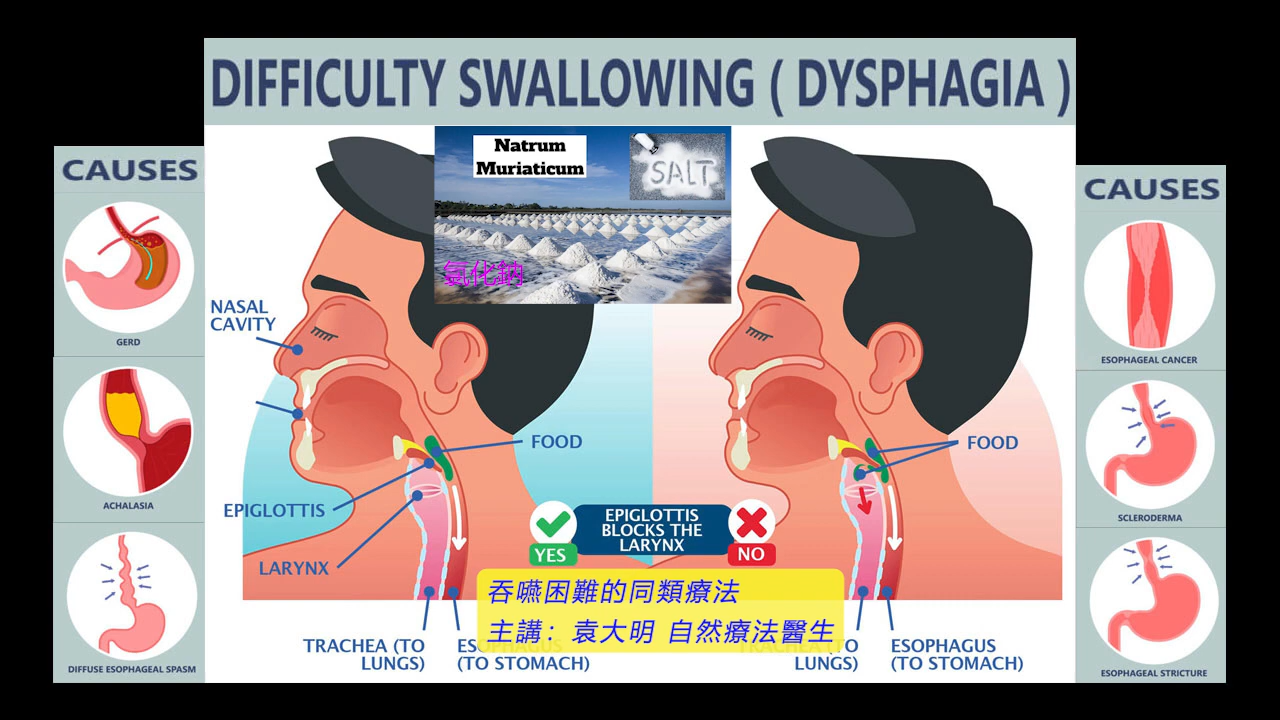 DIFFICULTY SWALLOWING ( DYSPHAGIA )
CAUSES
GERD
ACHALASIA
DIFFUSE ESOPHAGEAL SPASM
Natrum
Muriaticum
SALT
氯化鈉
NASAL
CAVITY
FOOD
EPIGLOTTIS
LARYNX
TRACHEA (TO
LUNGS)
ESOPHAGUS
(TO STOMACH)
EPIGLOTTIS
BLOCKS THE
LARYNX
YES
NO
吞嚥困難的同類療法
主講： 袁大明 自然療法醫生
FOOD
TRACHEA (TO
LUNGS)
ESOPHAGUS
(TO STOMACH)
CAUSES
ESOPHAGEAL CANCER
SCLERODERMA
ESOPHAGEAL STRICTURE